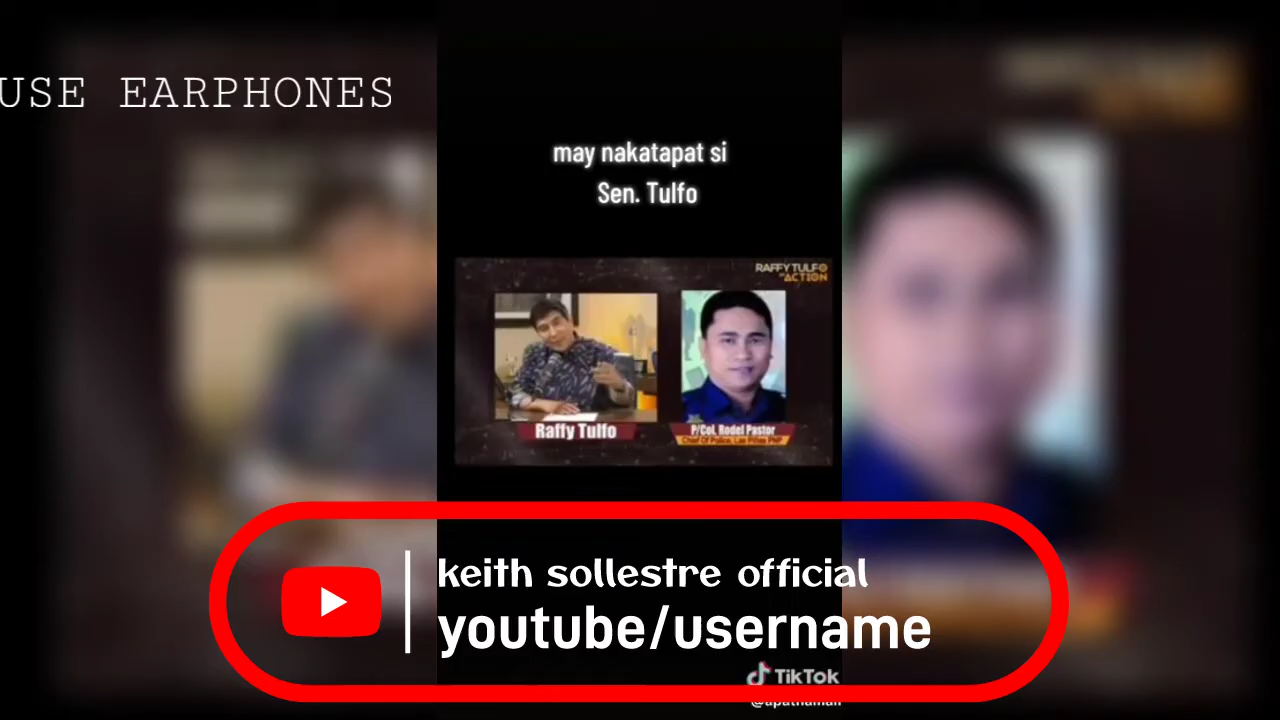 USE EARPHONES
may nakatapat si
Sen. Tulfo
RAFFY TULFO
IN ACTION
Raffy Tulfo
P/Col. Rodel Pastor
Chief Of Police, Las Piñas PNP
keith sollestre official
youtube/username
TikTok